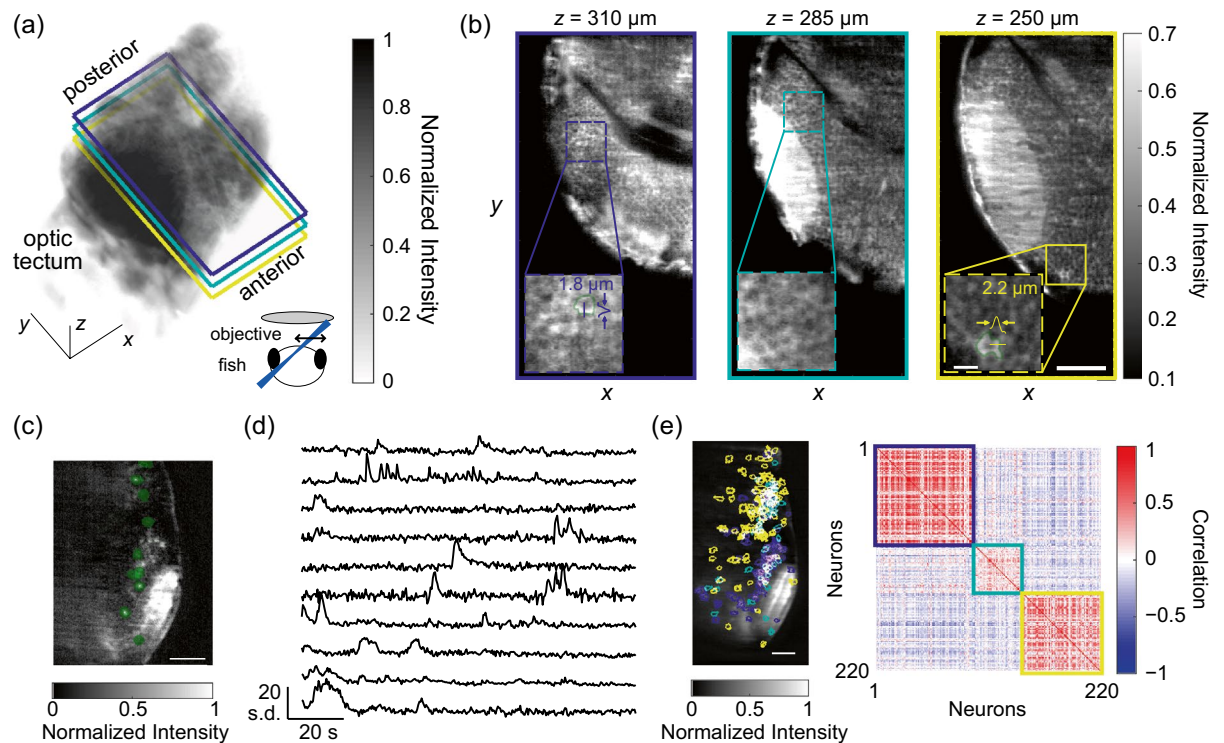 (a)
posterior
optic
tectum
anterior
y
z
x
objective
fish
1
0.8
0.6
0.4
0.2
0
Normalized Intensity
(b)
z = 310 µm
z = 285 µm
z = 250 µm
y
1.8 µm
2.2 µm
x
x
x
0.7
0.6
0.5
0.4
0.3
0.2
0.1
Normalized Intensity
(c)
0 0.5 1
Normalized Intensity
(d)
20
s.d.
20 s
(e)
0 0.5 1
Normalized Intensity
1
Neurons
220
1 220
Neurons
1
0.5
0
−0.5
−1
Correlation